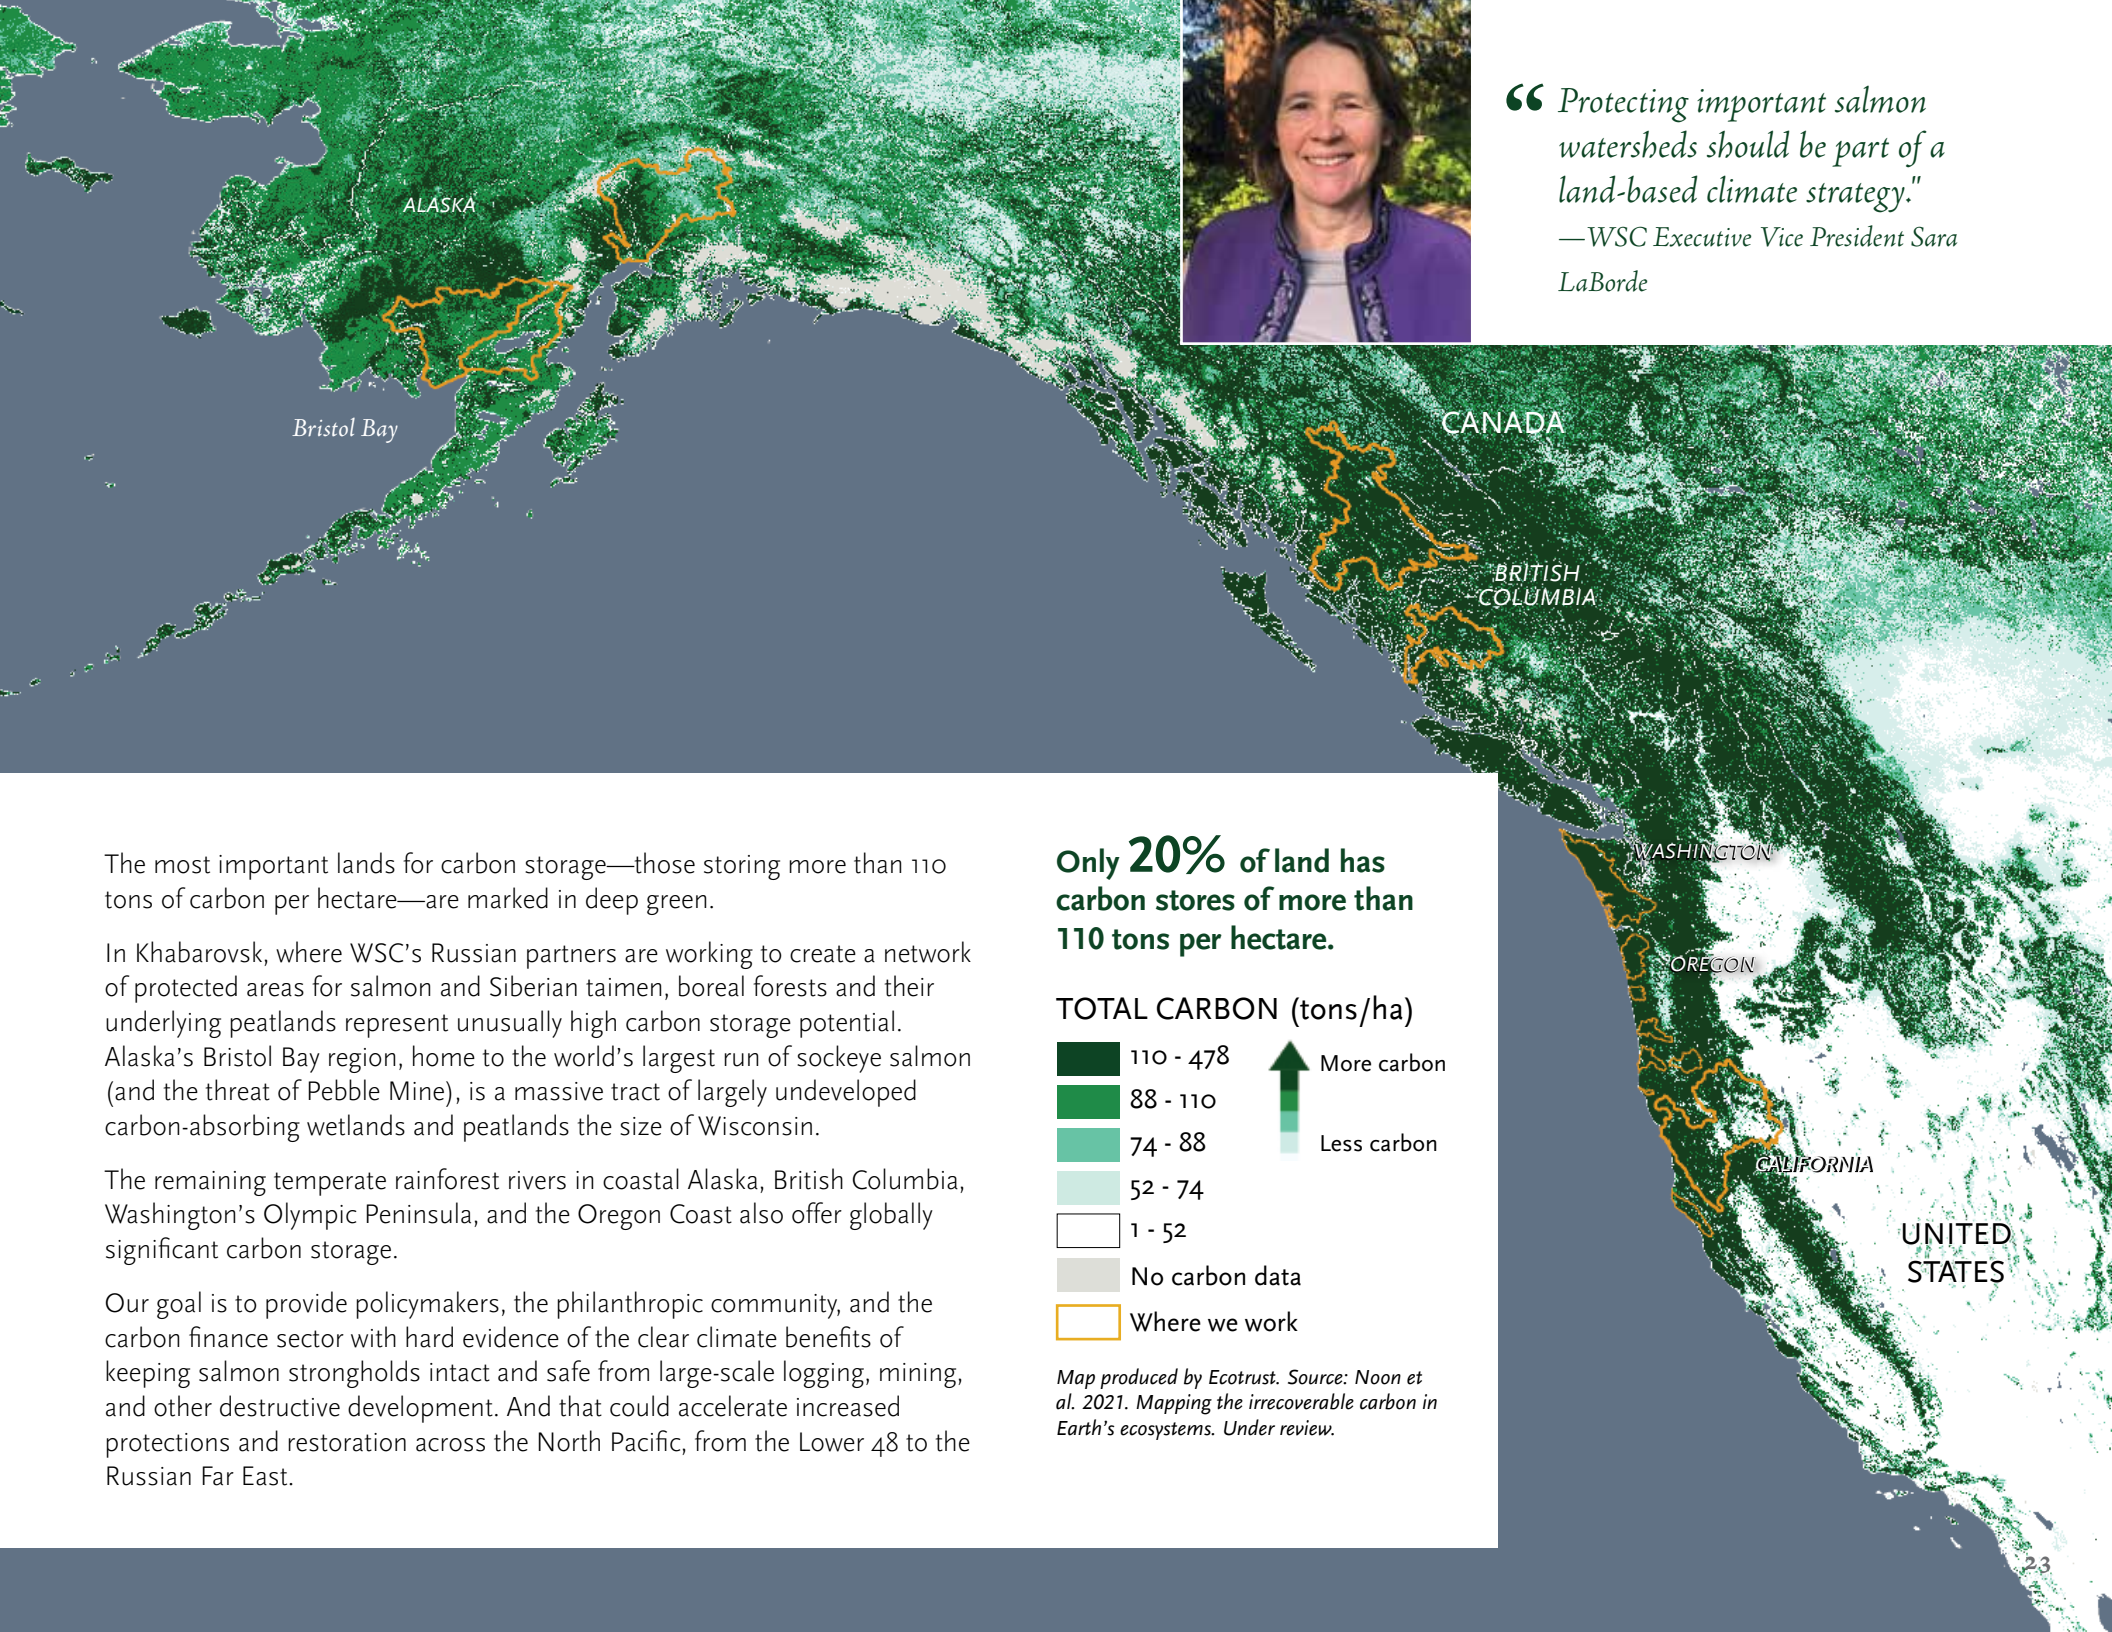 “ Protecting important salmon
watersheds should be part of a
land-based climate strategy."
—WSC Executive Vice President Sara
LaBorde
ALASKA
Bristol Bay
CANADA
BRITISH
COLUMBIA
WASHINGTON
OREGON
CALIFORNIA
UNITED
STATES
The most important lands for carbon storage—those storing more than 110
tons of carbon per hectare—are marked in deep green.
In Khabarovsk, where WSC’s Russian partners are working to create a network
of protected areas for salmon and Siberian taimen, boreal forests and their
underlying peatlands represent unusually high carbon storage potential.
Alaska’s Bristol Bay region, home to the world’s largest run of sockeye salmon
(and the threat of Pebble Mine), is a massive tract of largely undeveloped
carbon-absorbing wetlands and peatlands the size of Wisconsin.
The remaining temperate rainforest rivers in coastal Alaska, British Columbia,
Washington’s Olympic Peninsula, and the Oregon Coast also offer globally
significant carbon storage.
Our goal is to provide policymakers, the philanthropic community, and the
carbon finance sector with hard evidence of the clear climate benefits of
keeping salmon strongholds intact and safe from large-scale logging, mining,
and other destructive development. And that could accelerate increased
protections and restoration across the North Pacific, from the Lower 48 to the
Russian Far East.
Only 20% of land has
carbon stores of more than
110 tons per hectare.
TOTAL CARBON (tons/ha)
110 - 478
88 - 110
74 - 88
52 - 74
1 - 52
No carbon data
Where we work
More carbon
Less carbon
Map produced by Ecotrust. Source: Noon et
al. 2021. Mapping the irrecoverable carbon in
Earth’s ecosystems. Under review.
23